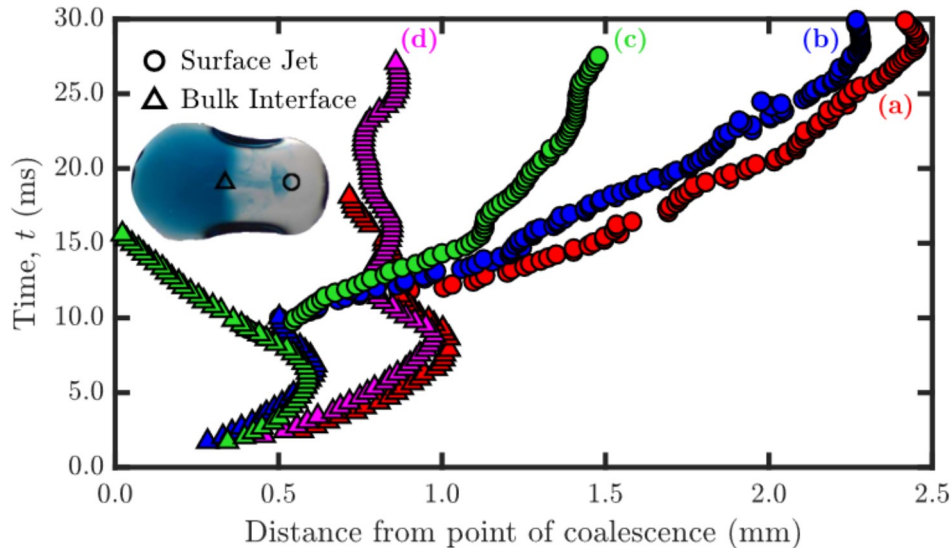 30.0
25.0
20.0
15.0
10.0
5.0
0.0
Time, t (ms)
Surface Jet
Bulk Interface
(d)
(c)
(b)
(a)
0.0
0.5
1.0
1.5
2.0
2.5
Distance from point of coalescence (mm)